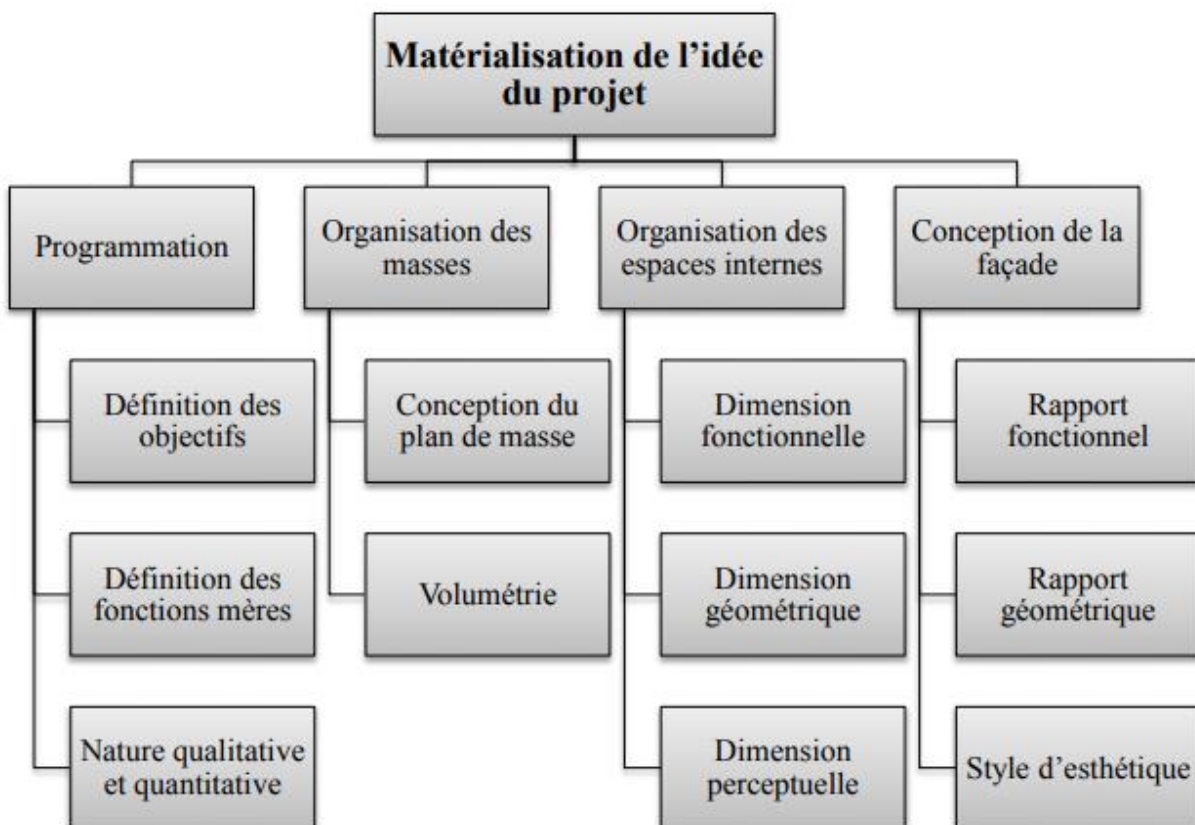 Matérialisation de l’idée
du projet
Programmation
Organisation des
masses
Organisation des
espaces internes
Conception de la
façade
Définition des
objectifs
Conception du
plan de masse
Dimension
fonctionnelle
Rapport
fonctionnel
Définition des
fonctions mères
Volumétrie
Dimension
géométrique
Rapport
géométrique
Nature qualitative
et quantitative
Dimension
perceptuelle
Style d’esthétique